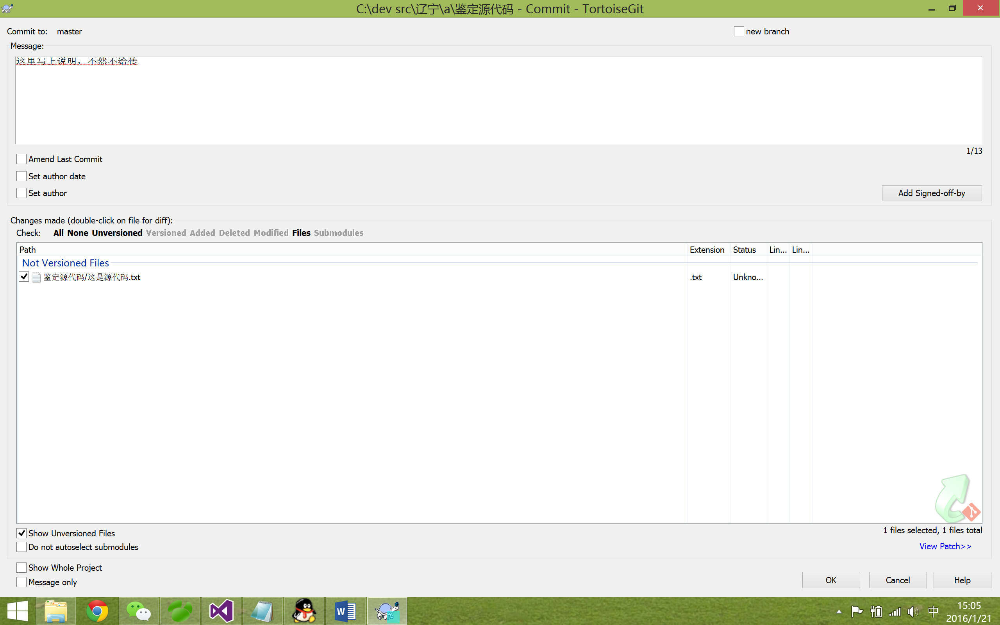 C:\dev src\辽宁\a\鉴定源代码 - Commit - TortoiseGit
Commit to: master
new branch
Message:
这里写上说明，不然不给传
1/13
Amend Last Commit
Set author date
Set author
Add Signed-off-by
Changes made (double-click on file for diff):
Check: All None Unversioned Versioned Added Deleted Modified Files Submodules
Path Extension Status Lin... Lin...
Not Versioned Files
鉴定源代码/这是源代码.txt .txt Unkno...
Show Unversioned Files
1 files selected, 1 files total
Do not autoselect submodules
View Patch>>
Show Whole Project
Message only
OK Cancel Help
W
中
15:05
2016/1/21